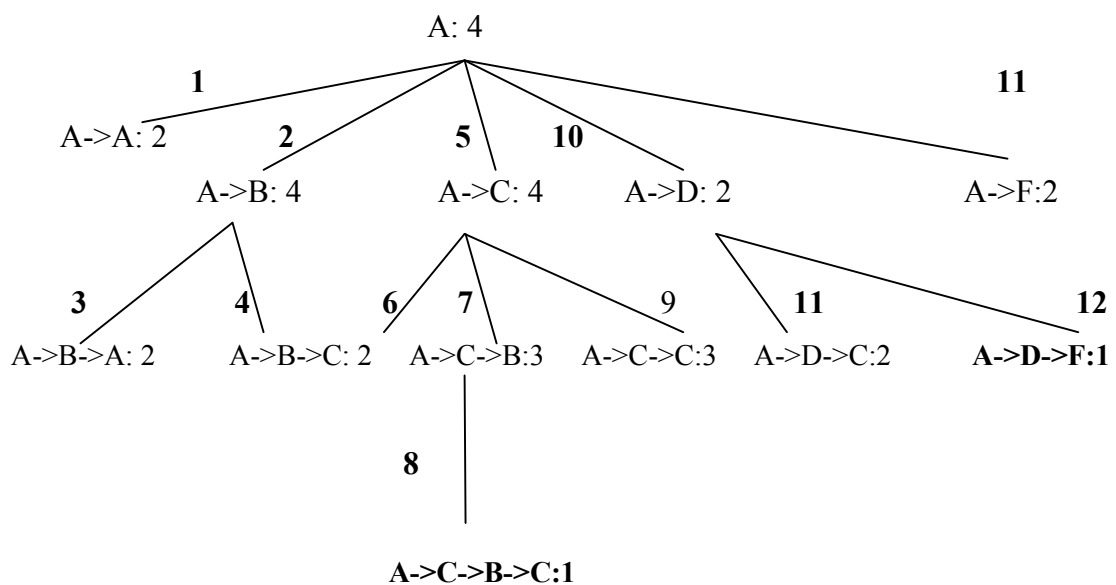 A: 4
1
11
A->A: 2
2
5
10
A->B: 4
A->C: 4
A->D: 2
A->F:2
3
4
6
7
9
11
12
A->B->A: 2
A->B->C: 2
A->C->B:3
A->C->C:3
A->D->C:2
A->D->F:1
8
A->C->B->C:1